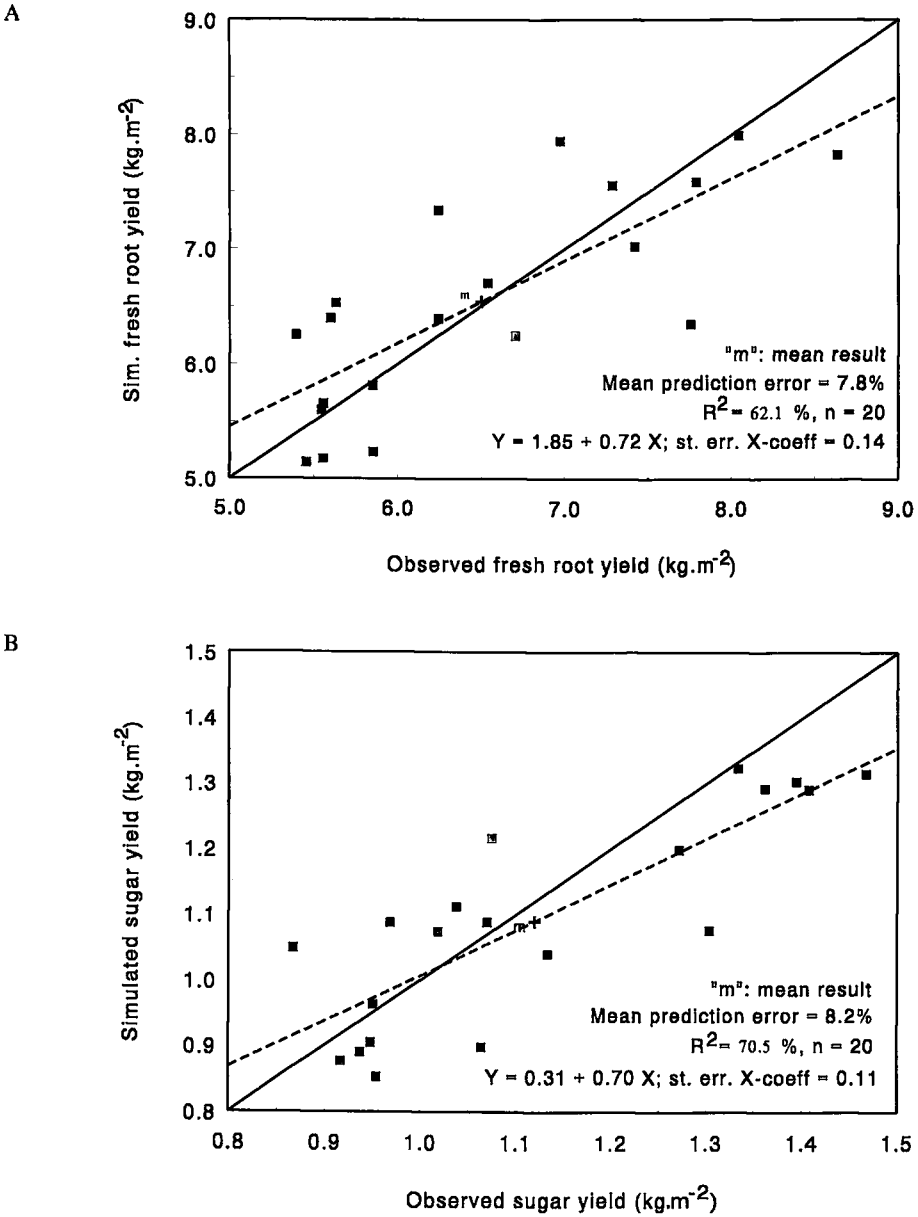 A
9.0
8.0
7.0
6.0
5.0
Sim. fresh root yield (kg.m-2)
m
"m": mean result
Mean prediction error = 7.8%
R2= 62.1 %, n = 20
Y = 1.85 + 0.72 X; st. err. X-coeff = 0.14
5.0 6.0 7.0 8.0 9.0
Observed fresh root yield (kg.m-2)
B
1.5
1.4
1.3
1.2
1.1
1.0
0.9
0.8
Simulated sugar yield (kg.m-2)
m
"m": mean result
Mean prediction error = 8.2%
R2= 70.5 %, n = 20
Y = 0.31 + 0.70 X; st. err. X-coeff = 0.11
0.8 0.9 1.0 1.1 1.2 1.3 1.4 1.5
Observed sugar yield (kg.m-2)